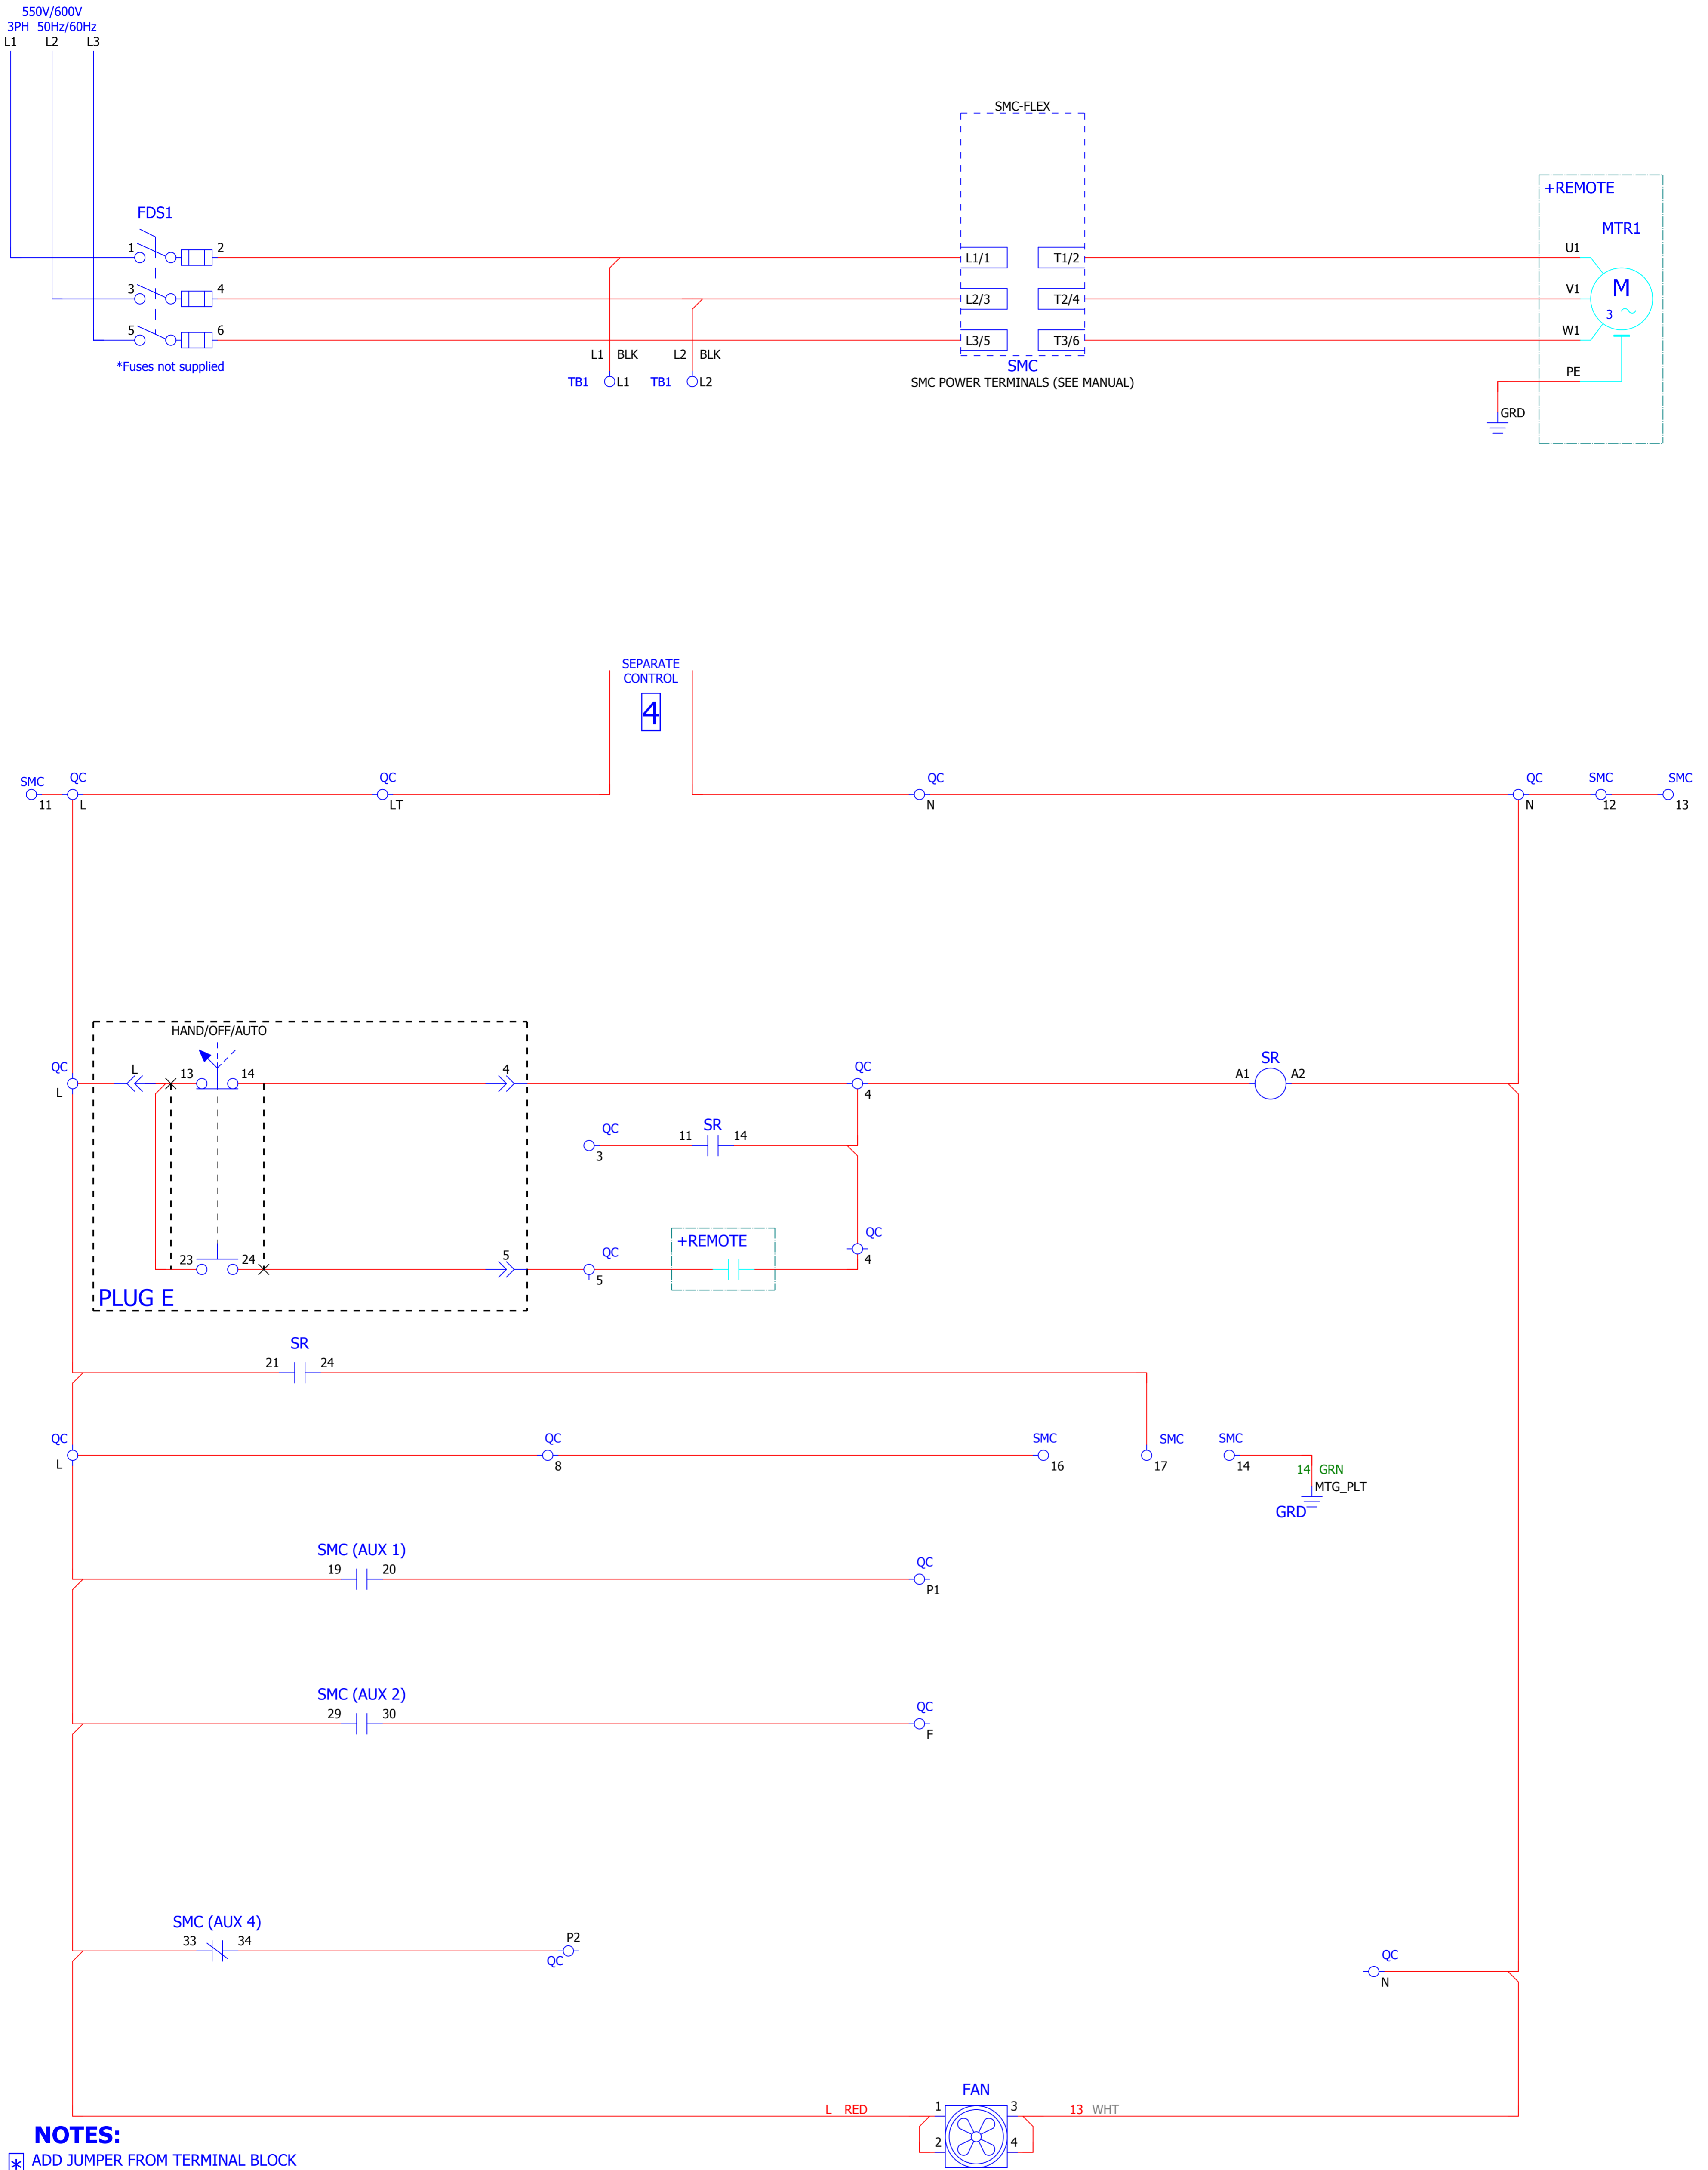 550V/600V
3PH 50Hz/60Hz
L1 L2 L3
SMC-FLEX
+REMOTE
FDS1
MTR1
1 2 L1/1 T1/2 U1
3 4 L2/3 T2/4 V1 M
3
5 6 L3/5 T3/6 W1
*Fuses not supplied
L1 BLK L2 BLK
SMC
PE
TB1 L1 TB1 L2
SMC POWER TERMINALS (SEE MANUAL)
GRD
SEPARATE
CONTROL
4
SMC QC QC QC QC SMC SMC
11 L LT N N 12 13
HAND/OFF/AUTO
QC L 13 14 4 QC A1 SR A2
L 4
QC 11 SR 14
3
QC
+REMOTE
23 24 5 QC 4
5
PLUG E
SR
21 24
QC QC SMC SMC SMC
L 8 16 17 14
14 GRN
MTG_PLT
GRD
SMC (AUX 1)
19 20 QC
P1
SMC (AUX 2)
29 30 QC
F
SMC (AUX 4)
33 34 P2
QC QC
N
FAN
L RED 1 3 13 WHT
2 4
NOTES:
* ADD JUMPER FROM TERMINAL BLOCK